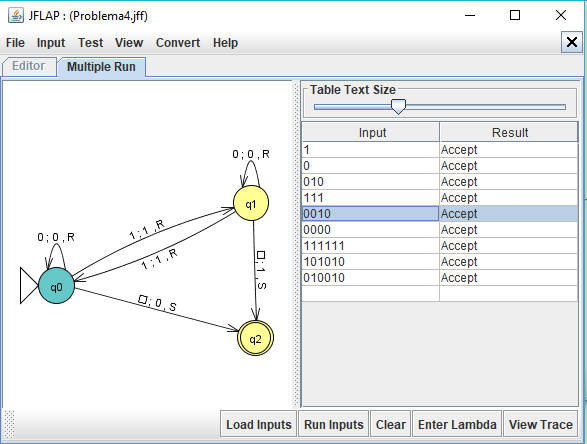 JFLAP : (Problema4.jff)
File Input Test View Convert Help
Editor Multiple Run
Table Text Size
Input Result
1 Accept
0 Accept
010 Accept
111 Accept
0010 Accept
0000 Accept
111111 Accept
101010 Accept
010010 Accept
0 ; 0 , R
q1
1 ; 1 , R
0 ; 0 , R
1 ; 1 , R
□ ; 1 , S
q0
□ ; 0 , S
q2
Load Inputs Run Inputs Clear Enter Lambda View Trace